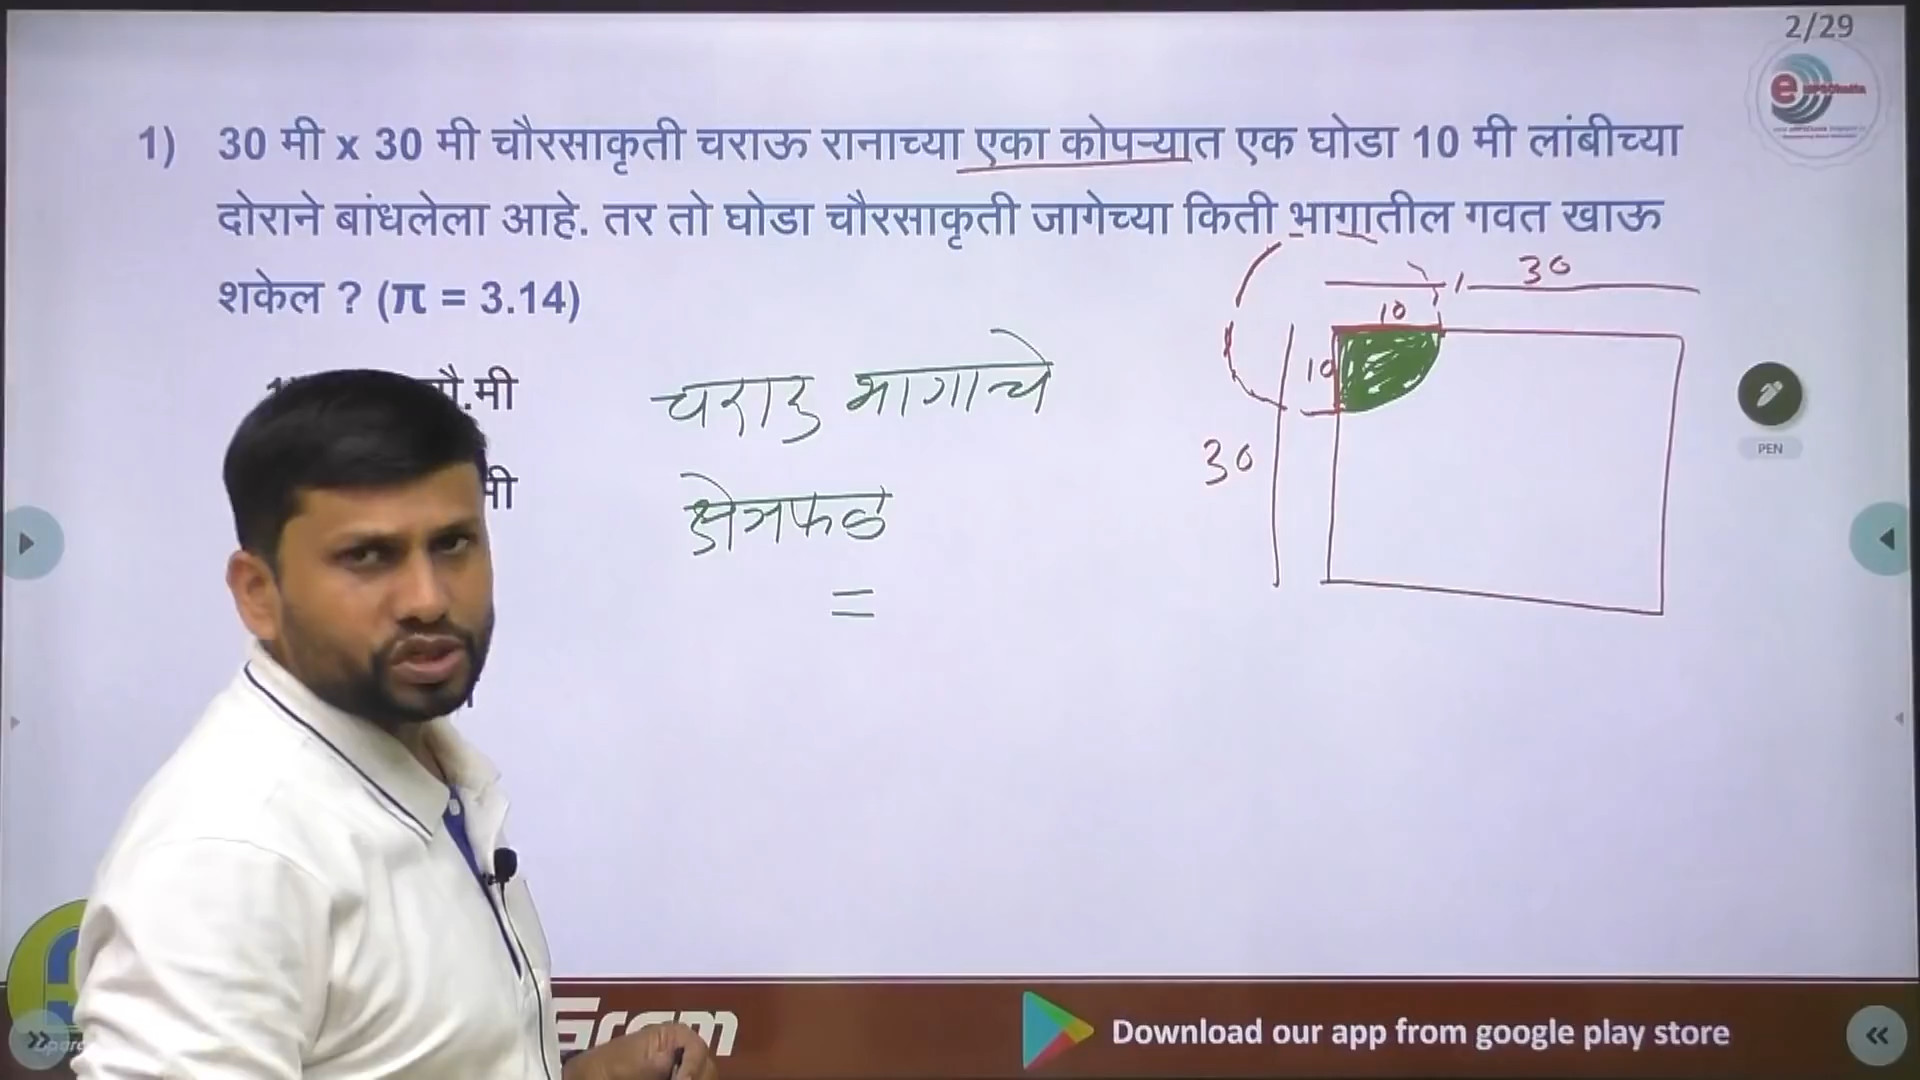 2/29
1) 30 मी x 30 मी चौरसाकृती चराऊ रानाच्या एका कोपऱ्यात एक घोडा 10 मी लांबीच्या
दोराने बांधलेला आहे. तर तो घोडा चौरसाकृती जागेच्या किती भागातील गवत खाऊ
शकेल ? (π = 3.14)
30
10
10
30
चौ.मी
मी
चराउ भागाचे
क्षेत्रफळ
=
PEN
Download our app from google play store